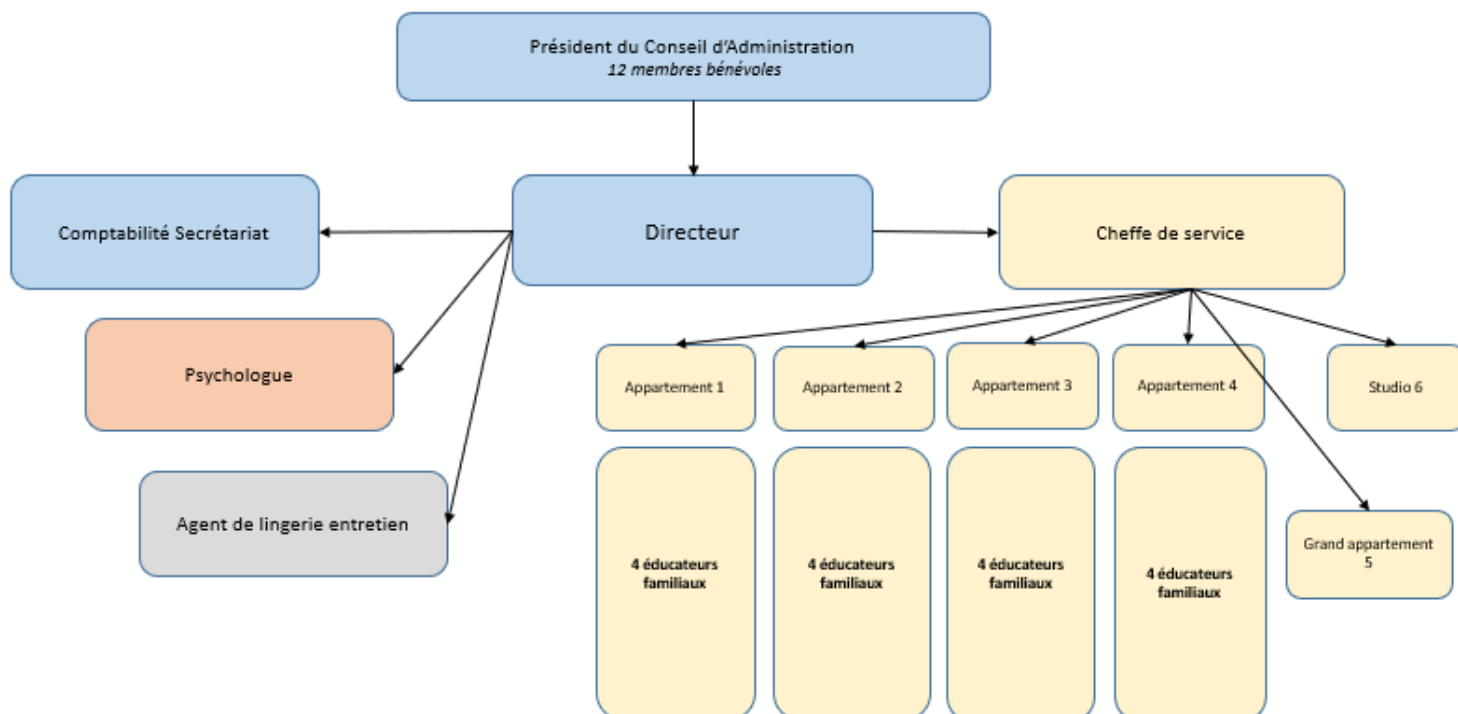 Président du Conseil d'Administration
12 membres bénévoles
Comptabilité Secrétariat
Directeur
Cheffe de service
Psychologue
Appartement 1
Appartement 2
Appartement 3
Appartement 4
Studio 6
Agent de lingerie entretien
4 éducateurs
familiaux
4 éducateurs
familiaux
4 éducateurs
familiaux
4 éducateurs
familiaux
Grand appartement
5